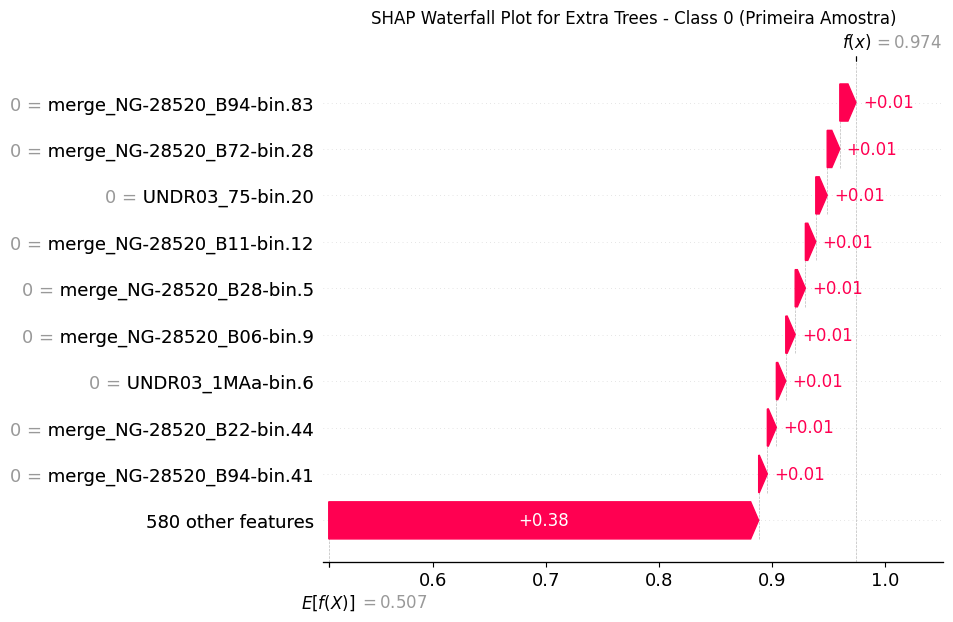 SHAP Waterfall Plot for Extra Trees - Class 0 (Primeira Amostra)
f(x) = 0.974
0 = merge_NG-28520_B94-bin.83 +0.01
0 = merge_NG-28520_B72-bin.28 +0.01
0 = UNDR03_75-bin.20 +0.01
0 = merge_NG-28520_B11-bin.12 +0.01
0 = merge_NG-28520_B28-bin.5 +0.01
0 = merge_NG-28520_B06-bin.9 +0.01
0 = UNDR03_1MAa-bin.6 +0.01
0 = merge_NG-28520_B22-bin.44 +0.01
0 = merge_NG-28520_B94-bin.41 +0.01
580 other features +0.38
0.6 0.7 0.8 0.9 1.0
E[f(X)] = 0.507